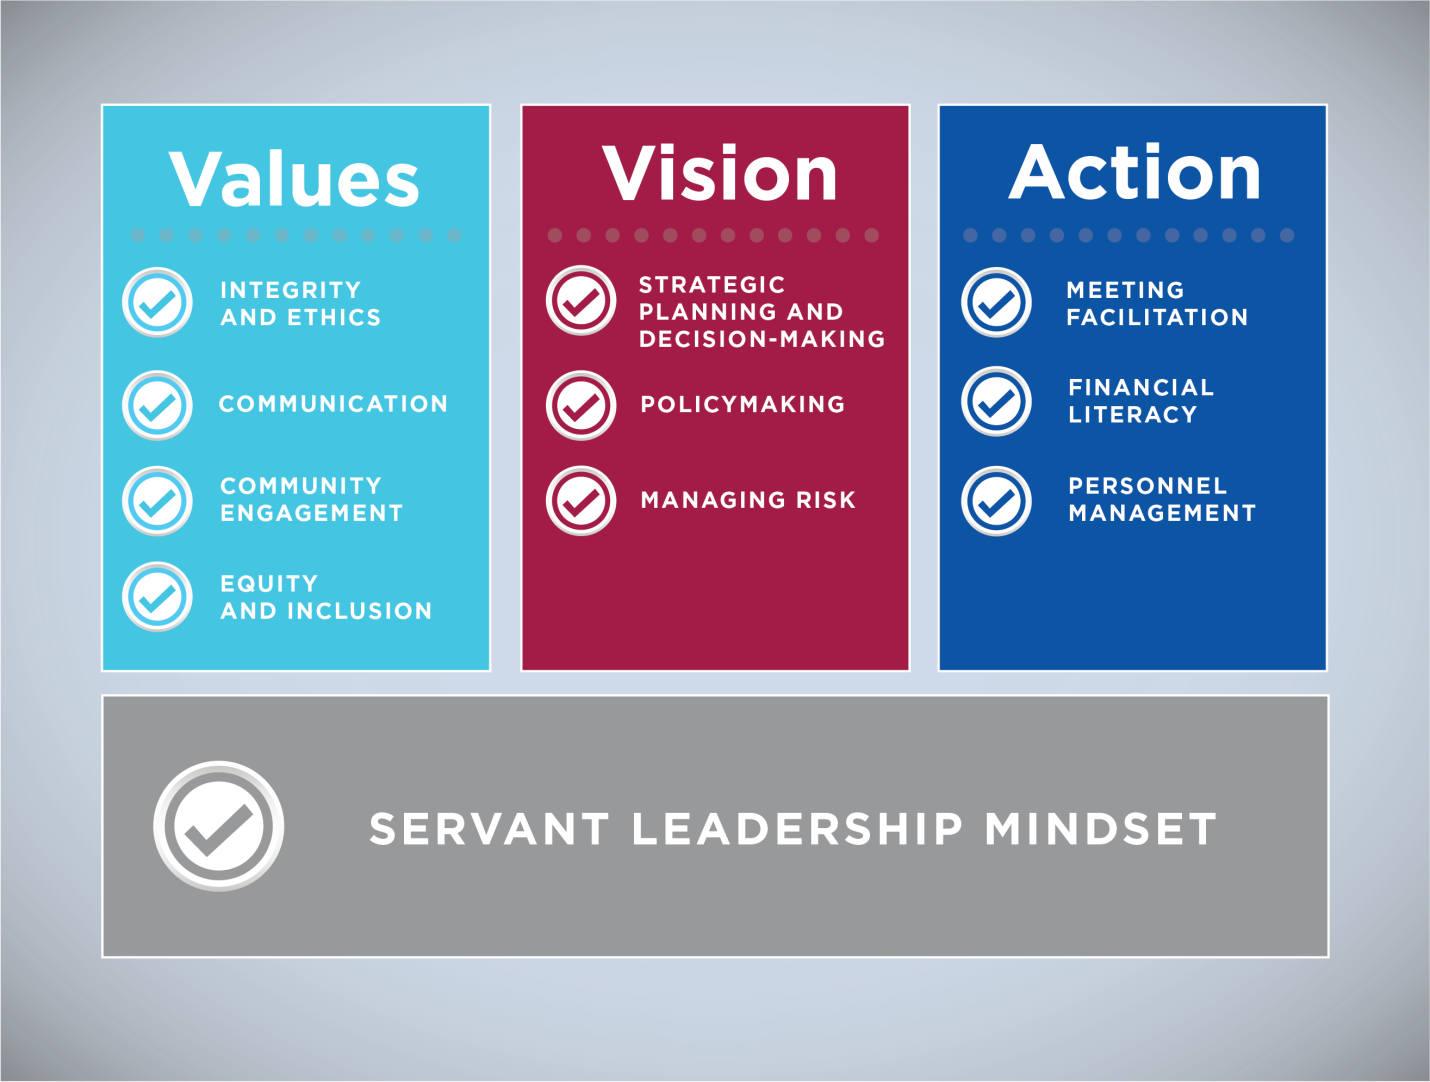 Values
INTEGRITY
AND ETHICS
COMMUNICATION
COMMUNITY
ENGAGEMENT
EQUITY
AND INCLUSION
Vision
STRATEGIC
PLANNING AND
DECISION-MAKING
POLICYMAKING
MANAGING RISK
Action
MEETING
FACILITATION
FINANCIAL
LITERACY
PERSONNEL
MANAGEMENT
SERVANT LEADERSHIP MINDSET